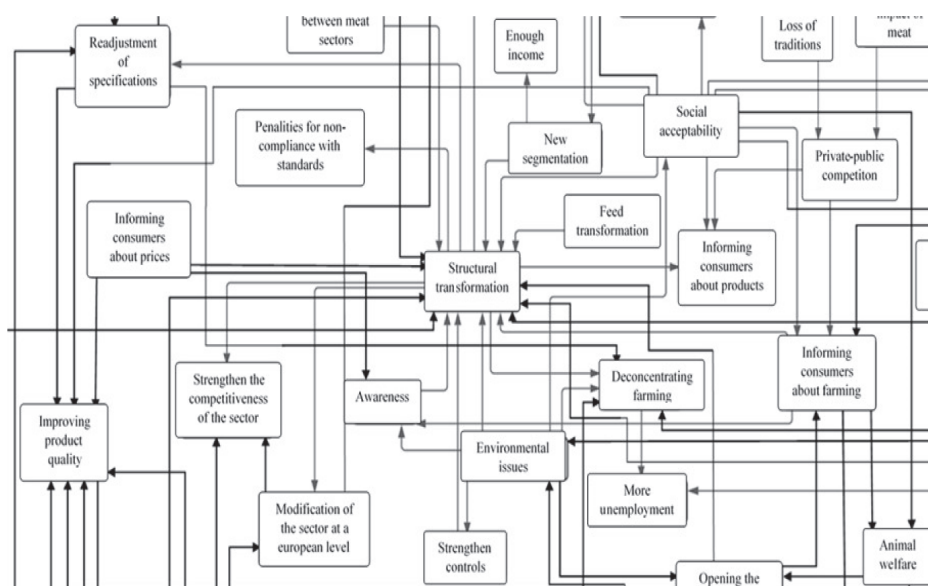 between meat
sectors
Readjustment
of
specifications
Enough
income
Loss of
traditions
meat
Social
acceptability
Penalities for non-
compliance with
standards
New
segmentation
Private-public
competiton
Informing
consumers
about prices
Feed
transformation
Informing
consumers
about products
Structural
transformation
Strengthen the
competitiveness
of the sector
Awareness
Deconcentrating
farming
Informing
consumers
about farming
Improving
product
quality
Environmental
issues
More
unemployment
Modification of
the sector at a
european level
Strengthen
controls
Animal
welfare
Opening the